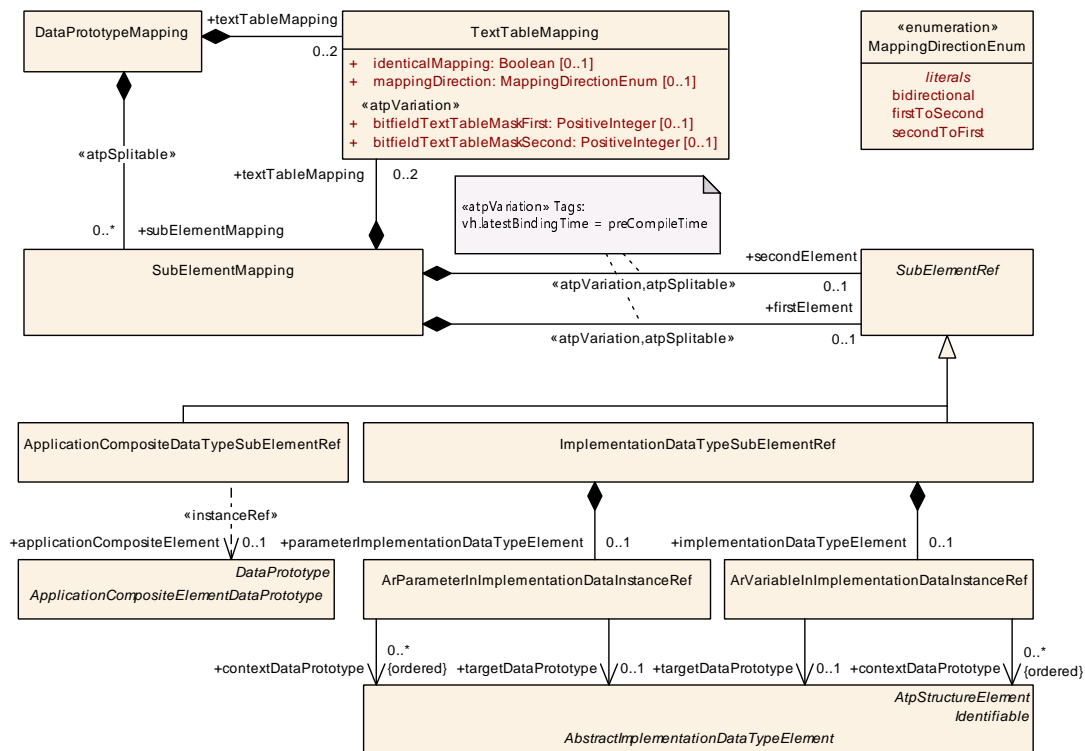 DataPrototypeMapping
+textTableMapping
0..2
TextTableMapping
+ identicalMapping: Boolean [0..1]
+ mappingDirection: MappingDirectionEnum [0..1]
«atpVariation»
+ bitfieldTextTableMaskFirst: PositiveInteger [0..1]
+ bitfieldTextTableMaskSecond: PositiveInteger [0..1]
«enumeration»
MappingDirectionEnum
literals
bidirectional
firstToSecond
secondToFirst
«atpSplitable»
+textTableMapping
0..2
«atpVariation» Tags:
vh.latestBindingTime = preCompileTime
0..*
+subElementMapping
SubElementMapping
+secondElement
«atpVariation,atpSplitable»
0..1
+firstElement
«atpVariation,atpSplitable»
0..1
SubElementRef
ApplicationCompositeDataTypeSubElementRef
ImplementationDataTypeSubElementRef
«instanceRef»
+applicationCompositeElement
0..1
+parameterImplementationDataTypeElement
0..1
+implementationDataTypeElement
0..1
DataPrototype
ApplicationCompositeElementDataPrototype
ArParameterInImplementationDataInstanceRef
ArVariableInImplementationDataInstanceRef
+contextDataPrototype
0..*
{ordered}
+targetDataPrototype
0..1
+targetDataPrototype
0..1
+contextDataPrototype
0..*
{ordered}
AtpStructureElement
Identifiable
AbstractImplementationDataTypeElement